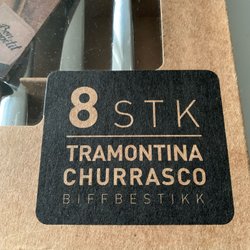 8 STK
TRAMONTINA
CHURRASCO
BIFFBESTIKK